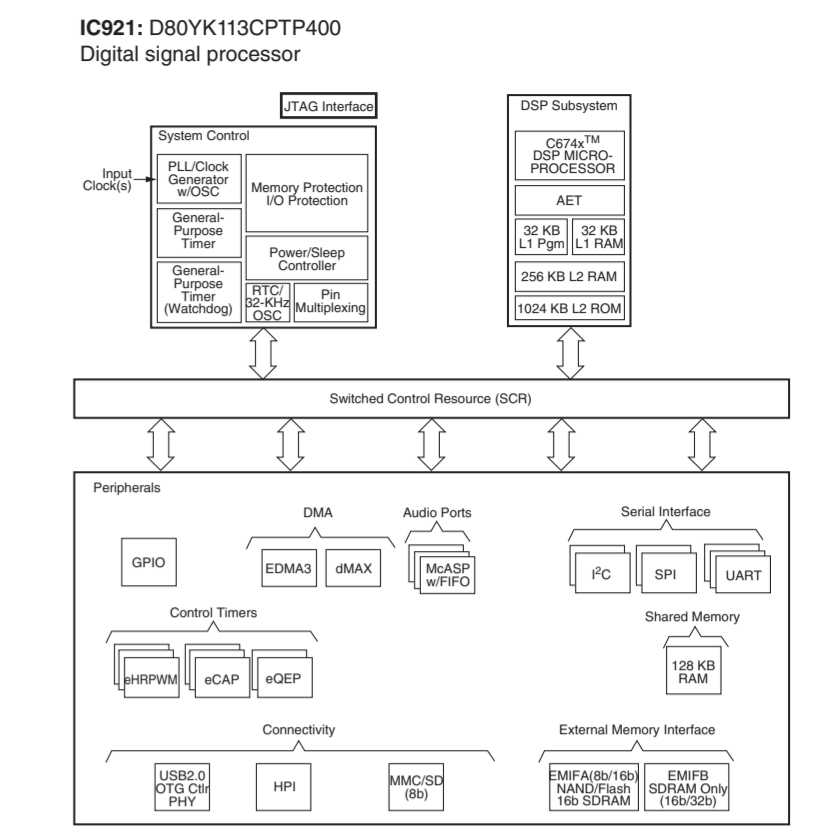 IC921: D80YK113CPTP400
Digital signal processor
JTAG Interface
System Control
Input
Clock(s)
PLL/Clock
Generator
w/OSC
General-
Purpose
Timer
General-
Purpose
Timer
(Watchdog)
Memory Protection
I/O Protection
Power/Sleep
Controller
RTC/
32-KHz
OSC
Pin
Multiplexing
DSP Subsystem
C674x™
DSP MICRO-
PROCESSOR
AET
32 KB
L1 Pgm
32 KB
L1 RAM
256 KB L2 RAM
1024 KB L2 ROM
Switched Control Resource (SCR)
Peripherals
GPIO
DMA
EDMA3
dMAX
Audio Ports
McASP
w/FIFO
Serial Interface
I²C
SPI
UART
Control Timers
eHRPWM
eCAP
eQEP
Shared Memory
128 KB
RAM
Connectivity
USB2.0
OTG Ctlr
PHY
HPI
MMC/SD
(8b)
External Memory Interface
EMIFA(8b/16b)
NAND/Flash
16b SDRAM
EMIFB
SDRAM Only
(16b/32b)